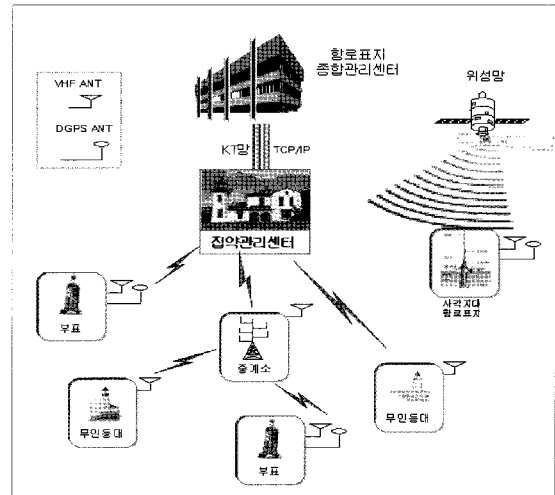 항로표지
종합관리센터
위성망
VHF ANT
DGPS ANT
KT망 TCP/IP
집약관리센터
사각지대
항로표지
부표
중계소
무인등대
무인등대
부표